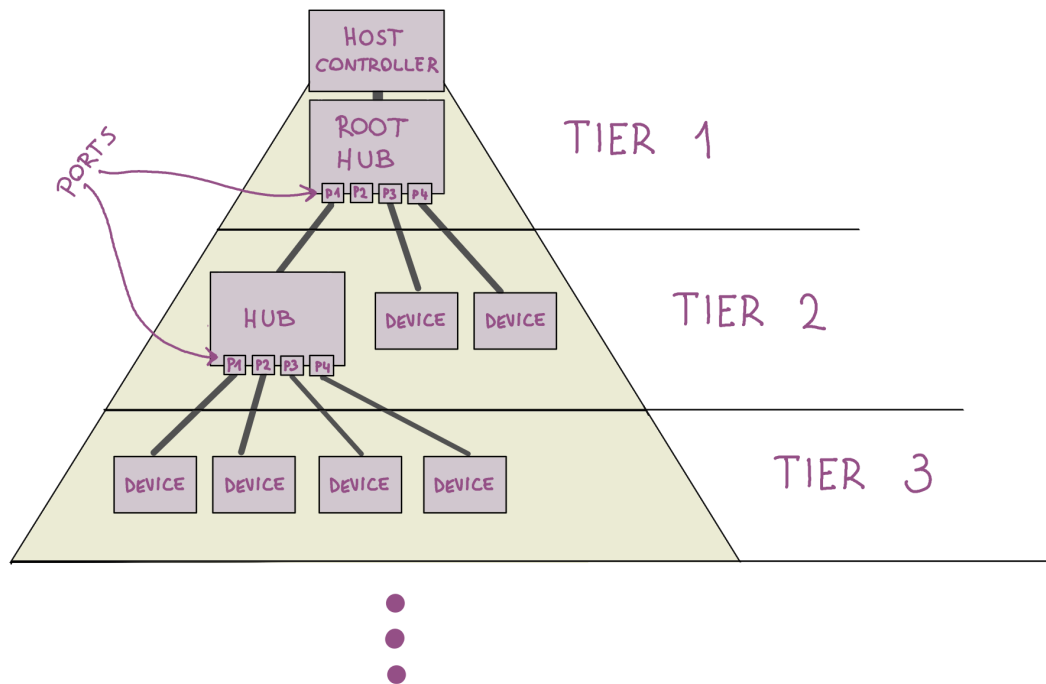 HOST
CONTROLLER
ROOT
HUB
TIER 1
PORTS
P1 P2 P3 P4
HUB
DEVICE DEVICE
TIER 2
P1 P2 P3 P4
DEVICE DEVICE DEVICE DEVICE
TIER 3